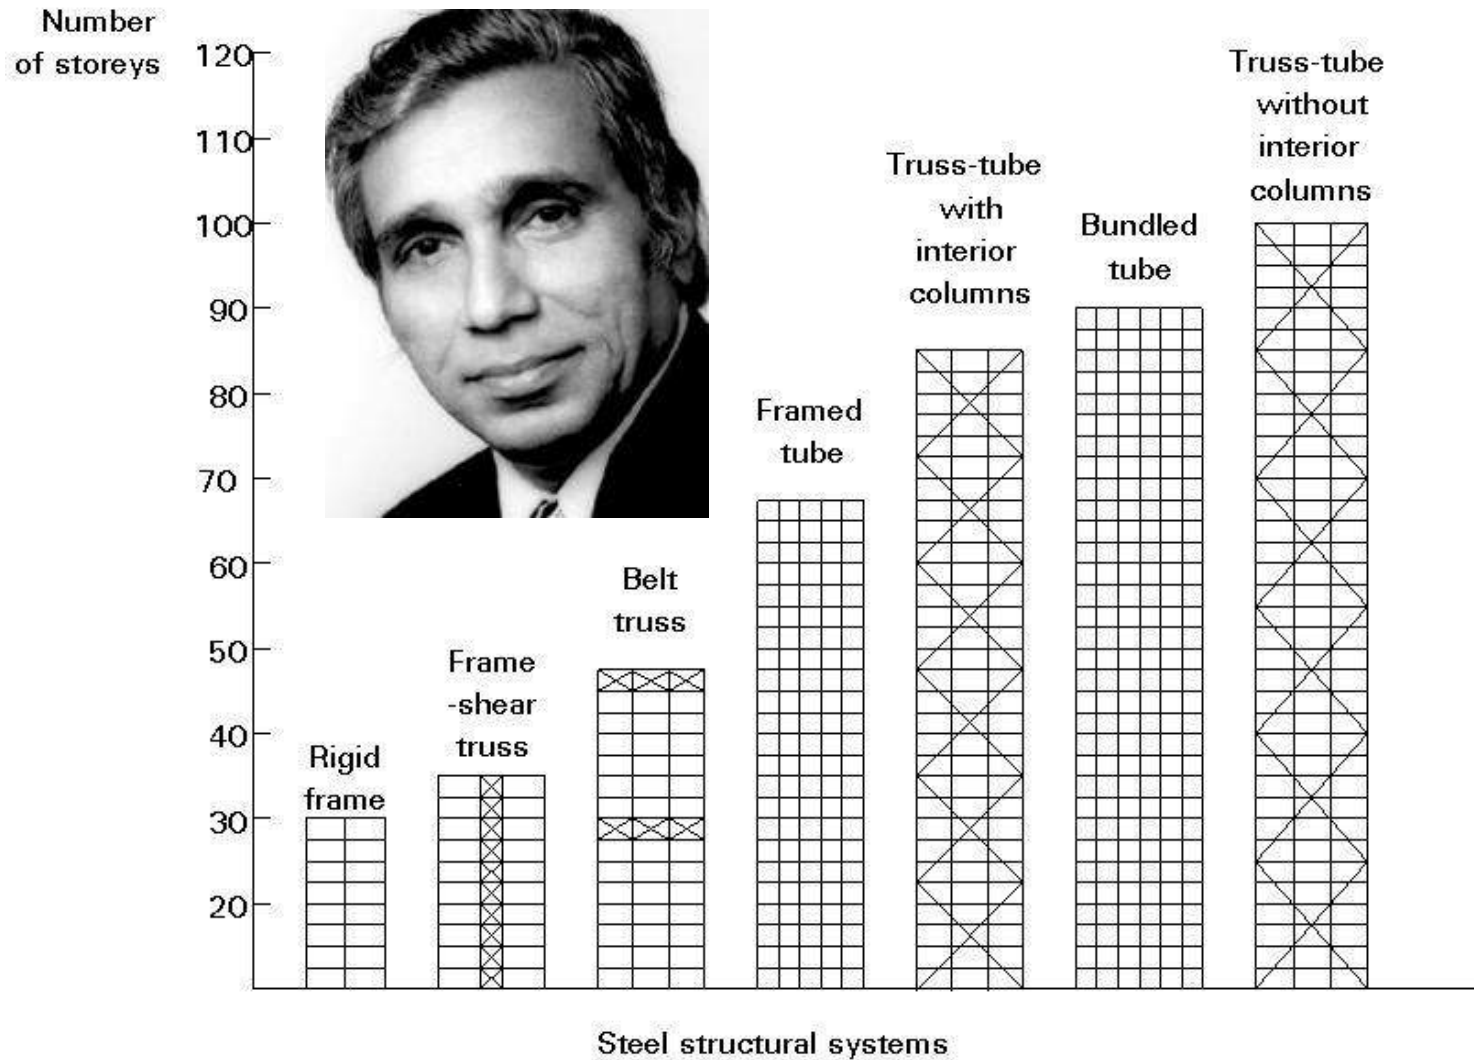 Number
of storeys
120
110
100
90
80
70
60
50
40
30
20
Rigid
frame
Frame
-shear
truss
Belt
truss
Framed
tube
Truss-tube
with
interior
columns
Bundled
tube
Truss-tube
without
interior
columns
Steel structural systems